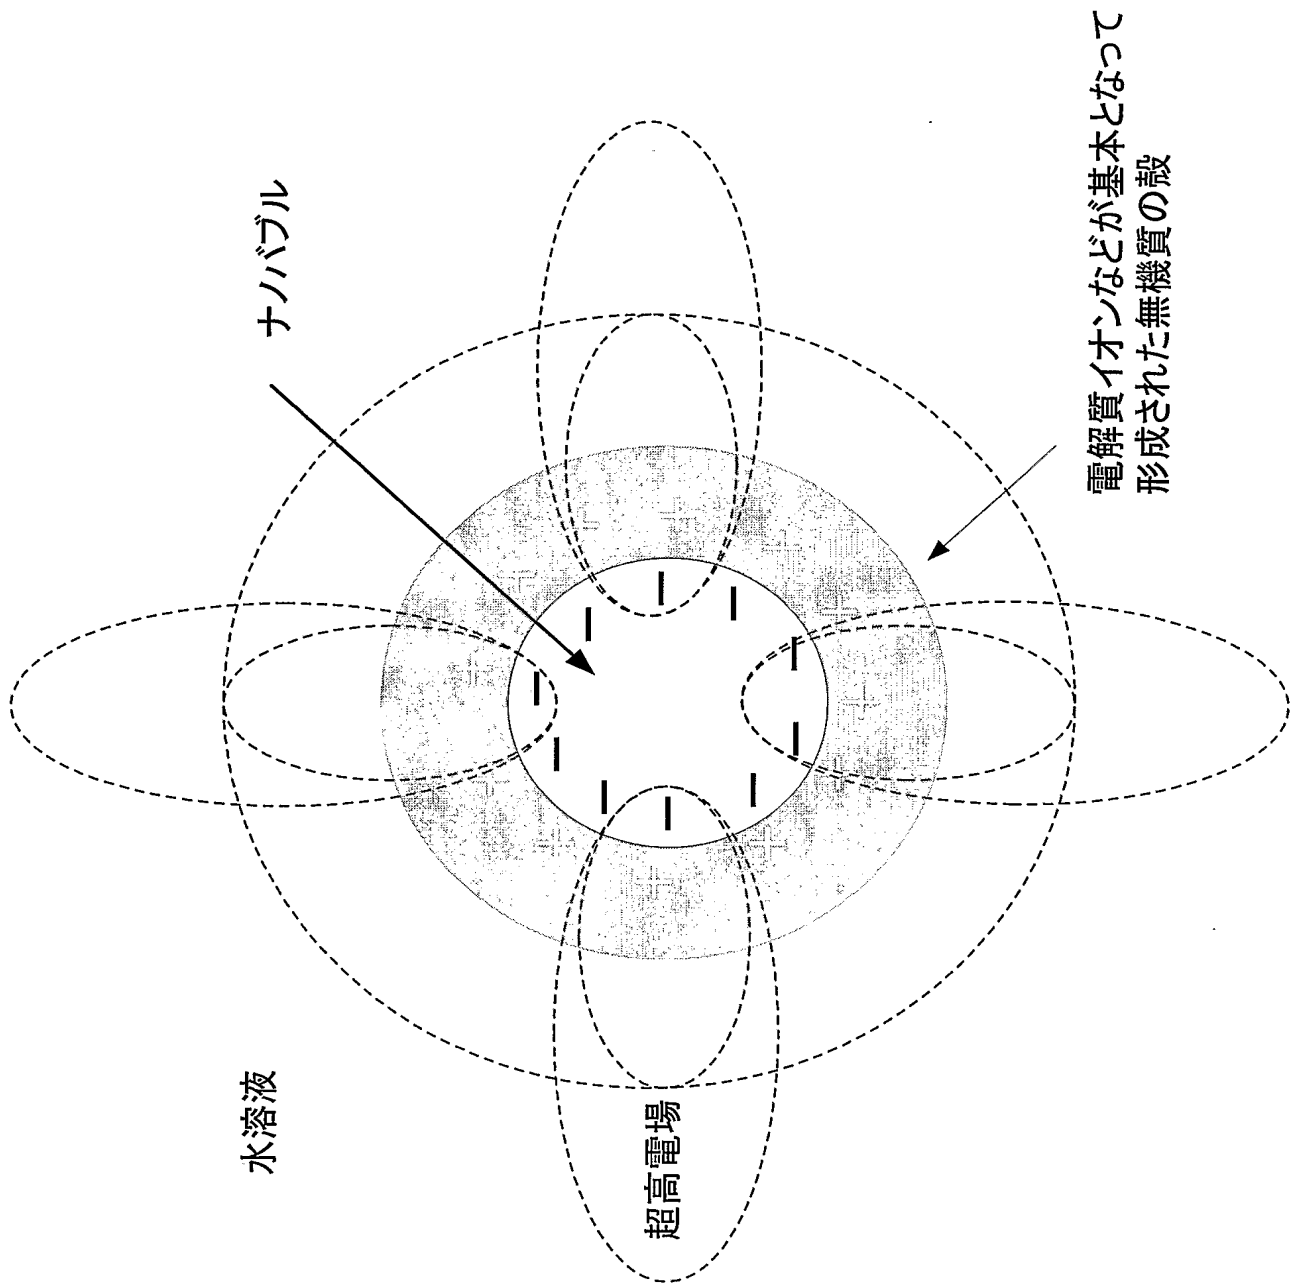 水溶液
ナノバブル
超高電場
電解質イオンなどが基本となって
形成された無機質の殻